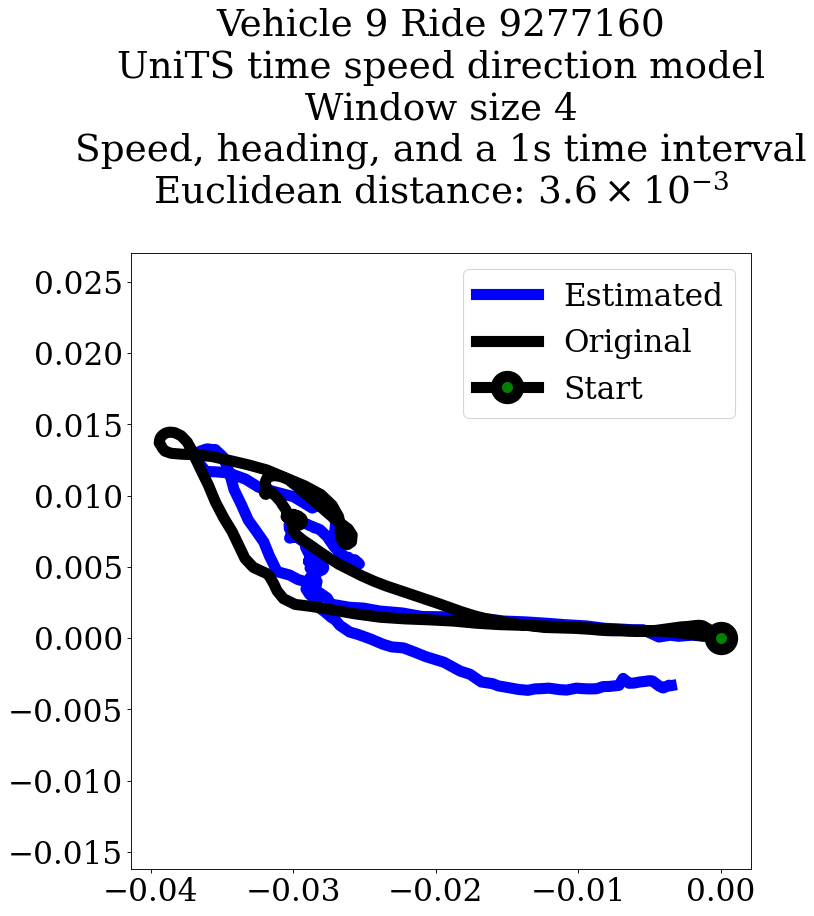 Vehicle 9 Ride 9277160
UniTS time speed direction model
Window size 4
Speed, heading, and a 1s time interval
Euclidean distance: 3.6 × 10⁻³
Estimated
Original
Start
0.025
0.020
0.015
0.010
0.005
0.000
−0.005
−0.010
−0.015
−0.04 −0.03 −0.02 −0.01 0.00